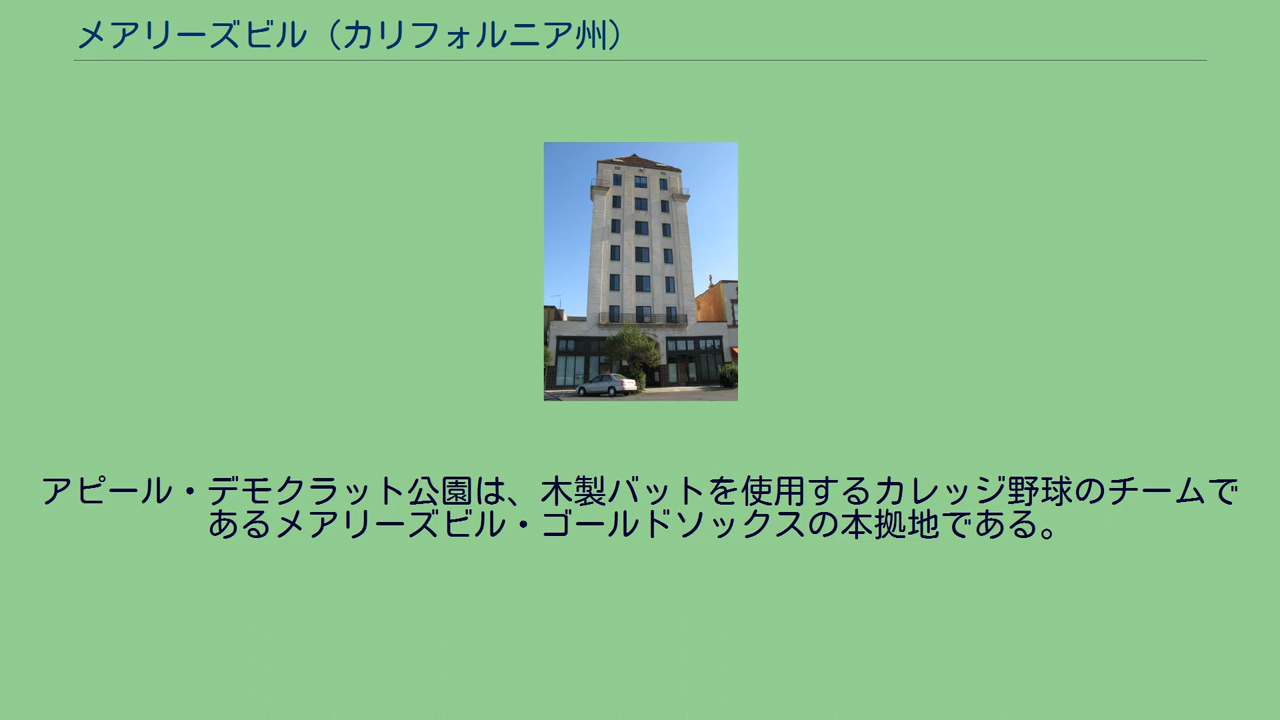 メアリーズビル（カリフォルニア州）
アピール・デモクラット公園は、木製バットを使用するカレッジ野球のチームで
あるメアリーズビル・ゴールドソックスの本拠地である。